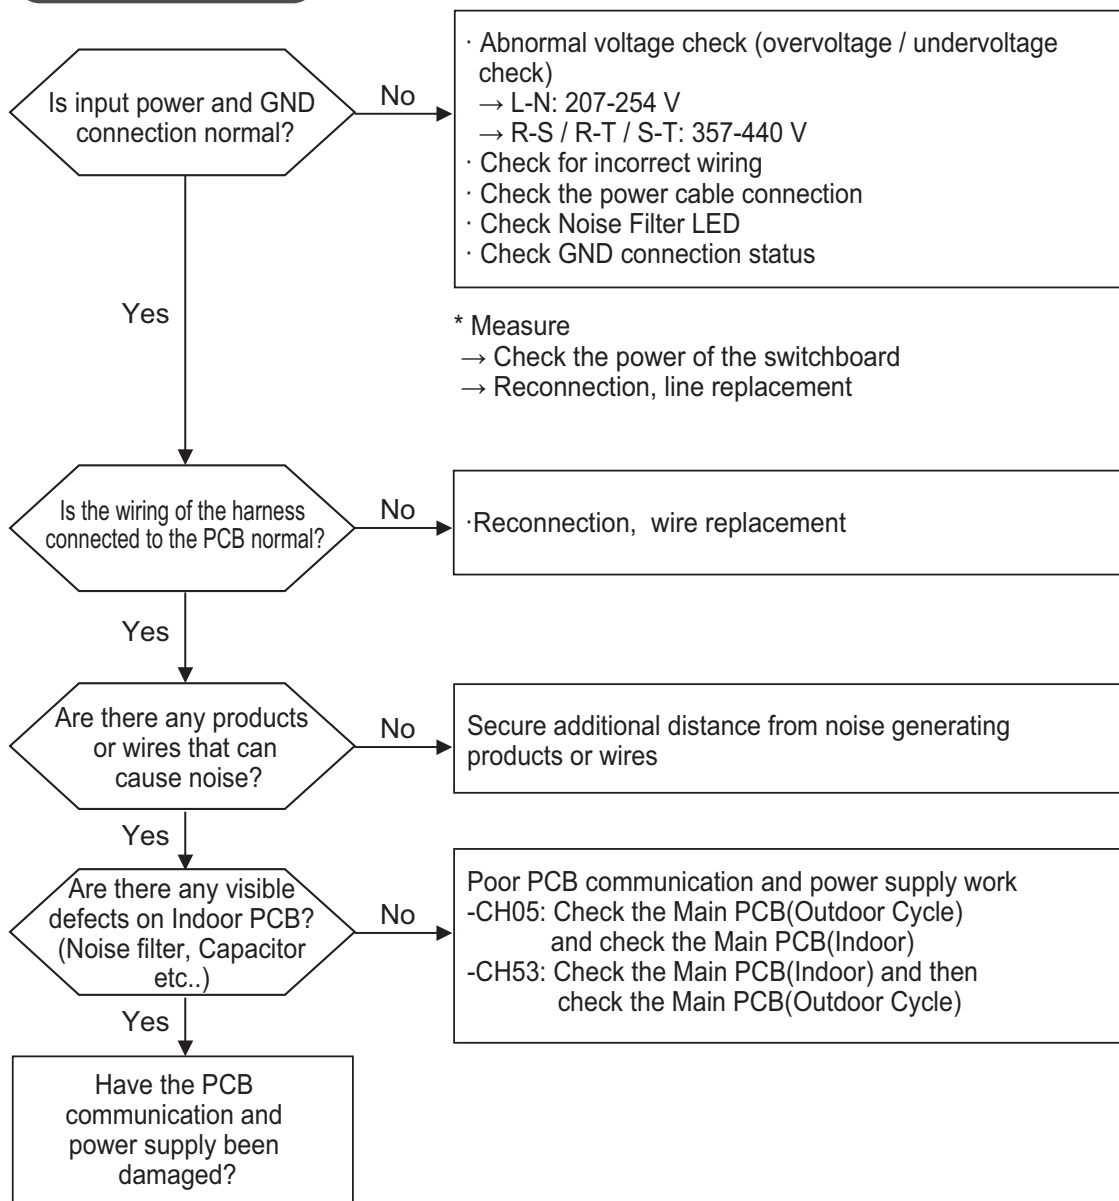 Is input power and GND
connection normal?
No
· Abnormal voltage check (overvoltage / undervoltage
check)
→ L-N: 207-254 V
→ R-S / R-T / S-T: 357-440 V
· Check for incorrect wiring
· Check the power cable connection
· Check Noise Filter LED
· Check GND connection status
Yes
* Measure
→ Check the power of the switchboard
→ Reconnection, line replacement
Is the wiring of the harness
connected to the PCB normal?
No
·Reconnection, wire replacement
Yes
Are there any products
or wires that can
cause noise?
No
Secure additional distance from noise generating
products or wires
Yes
Are there any visible
defects on Indoor PCB?
(Noise filter, Capacitor
etc..)
No
Poor PCB communication and power supply work
-CH05: Check the Main PCB(Outdoor Cycle)
and check the Main PCB(Indoor)
-CH53: Check the Main PCB(Indoor) and then
check the Main PCB(Outdoor Cycle)
Yes
Have the PCB
communication and
power supply been
damaged?